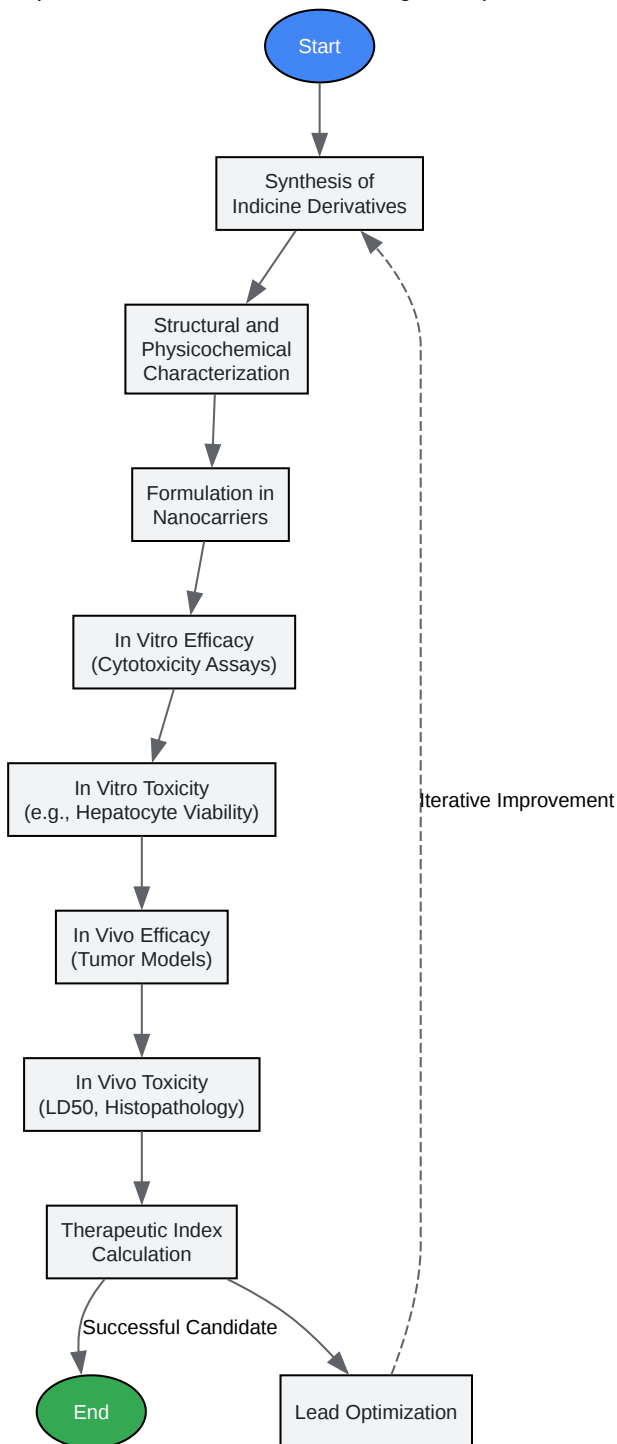 Start
Synthesis of
Indicine Derivatives
Structural and
Physicochemical
Characterization
Formulation in
Nanocarriers
In Vitro Efficacy
(Cytotoxicity Assays)
In Vitro Toxicity
(e.g., Hepatocyte Viability)
Iterative Improvement
In Vivo Efficacy
(Tumor Models)
In Vivo Toxicity
(LD50, Histopathology)
Therapeutic Index
Calculation
Successful Candidate
End
Lead Optimization